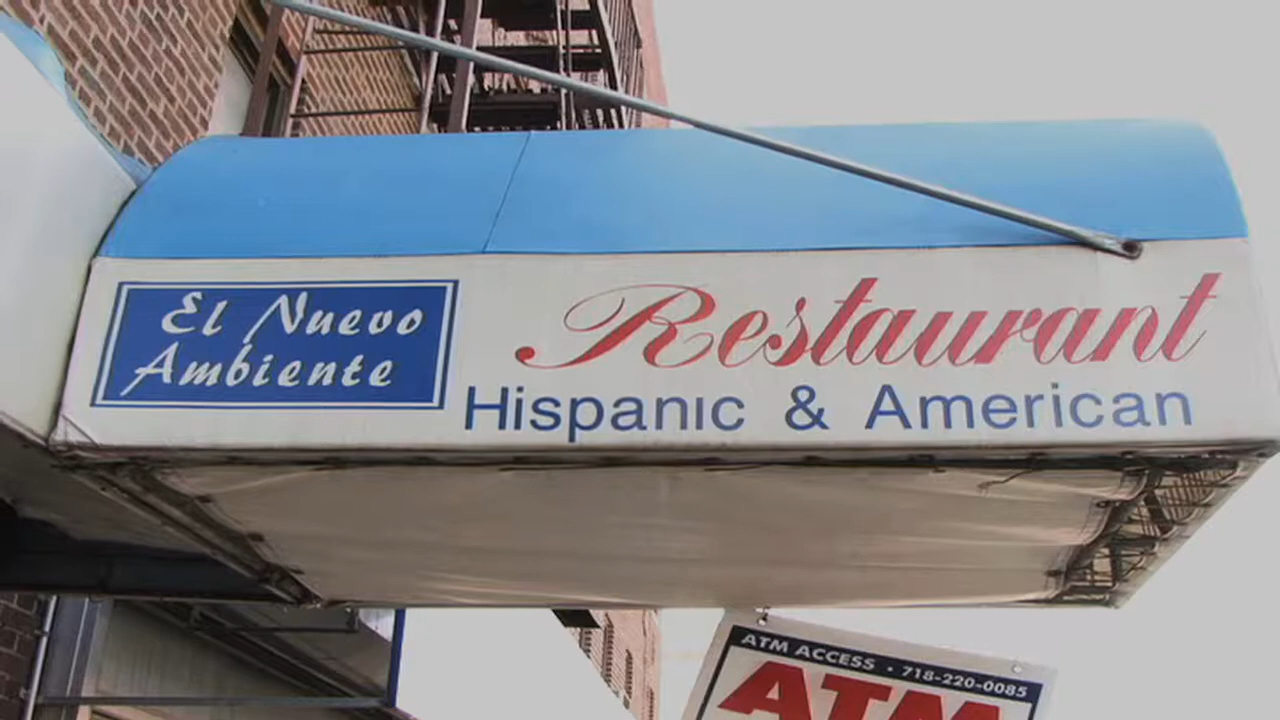 El Nuevo
Ambiente
Restaurant
Hispanic & American
ATM ACCESS • 718-220-0085
ATM